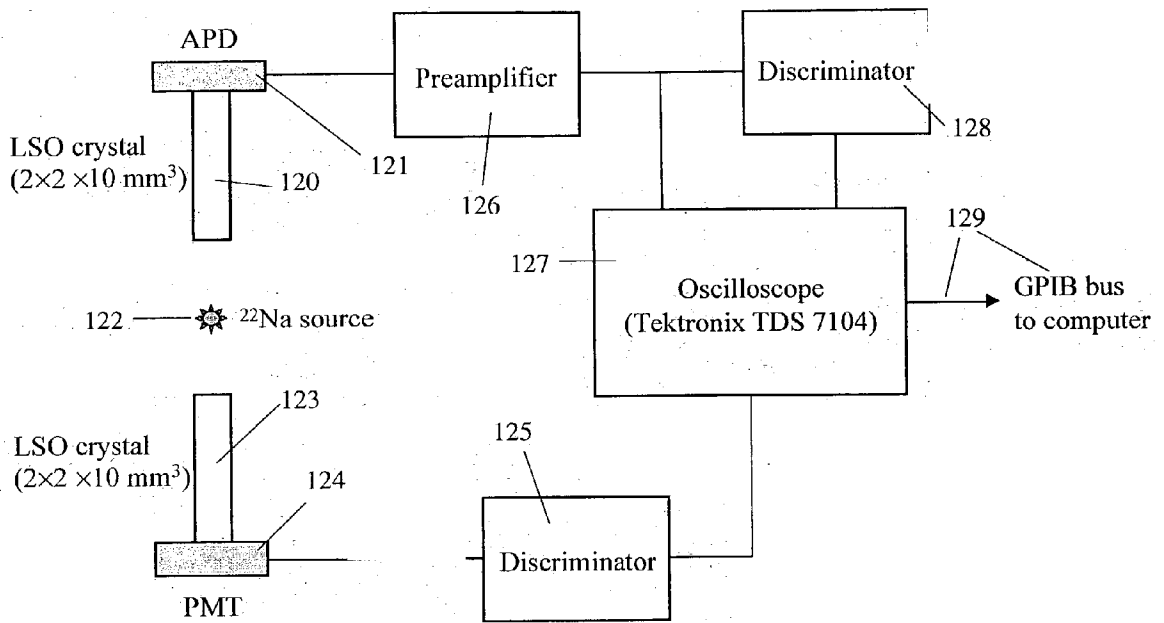 APD
Preamplifier
Discriminator
128
LSO crystal
(2×2 ×10 mm³)
120
121
126
129
127
Oscilloscope
(Tektronix TDS 7104)
GPIB bus
to computer
122
²²Na source
123
LSO crystal
(2×2 ×10 mm³)
124
125
Discriminator
PMT